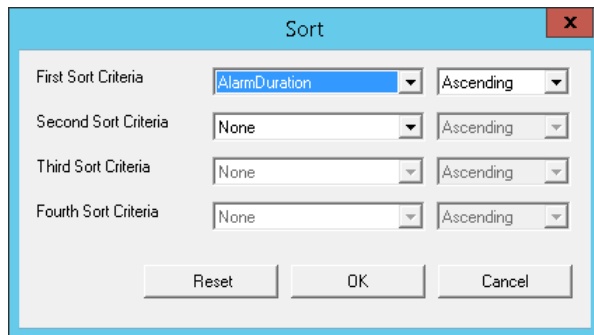 Sort
x
First Sort Criteria AlarmDuration Ascending
Second Sort Criteria None Ascending
Third Sort Criteria None Ascending
Fourth Sort Criteria None Ascending
Reset OK Cancel